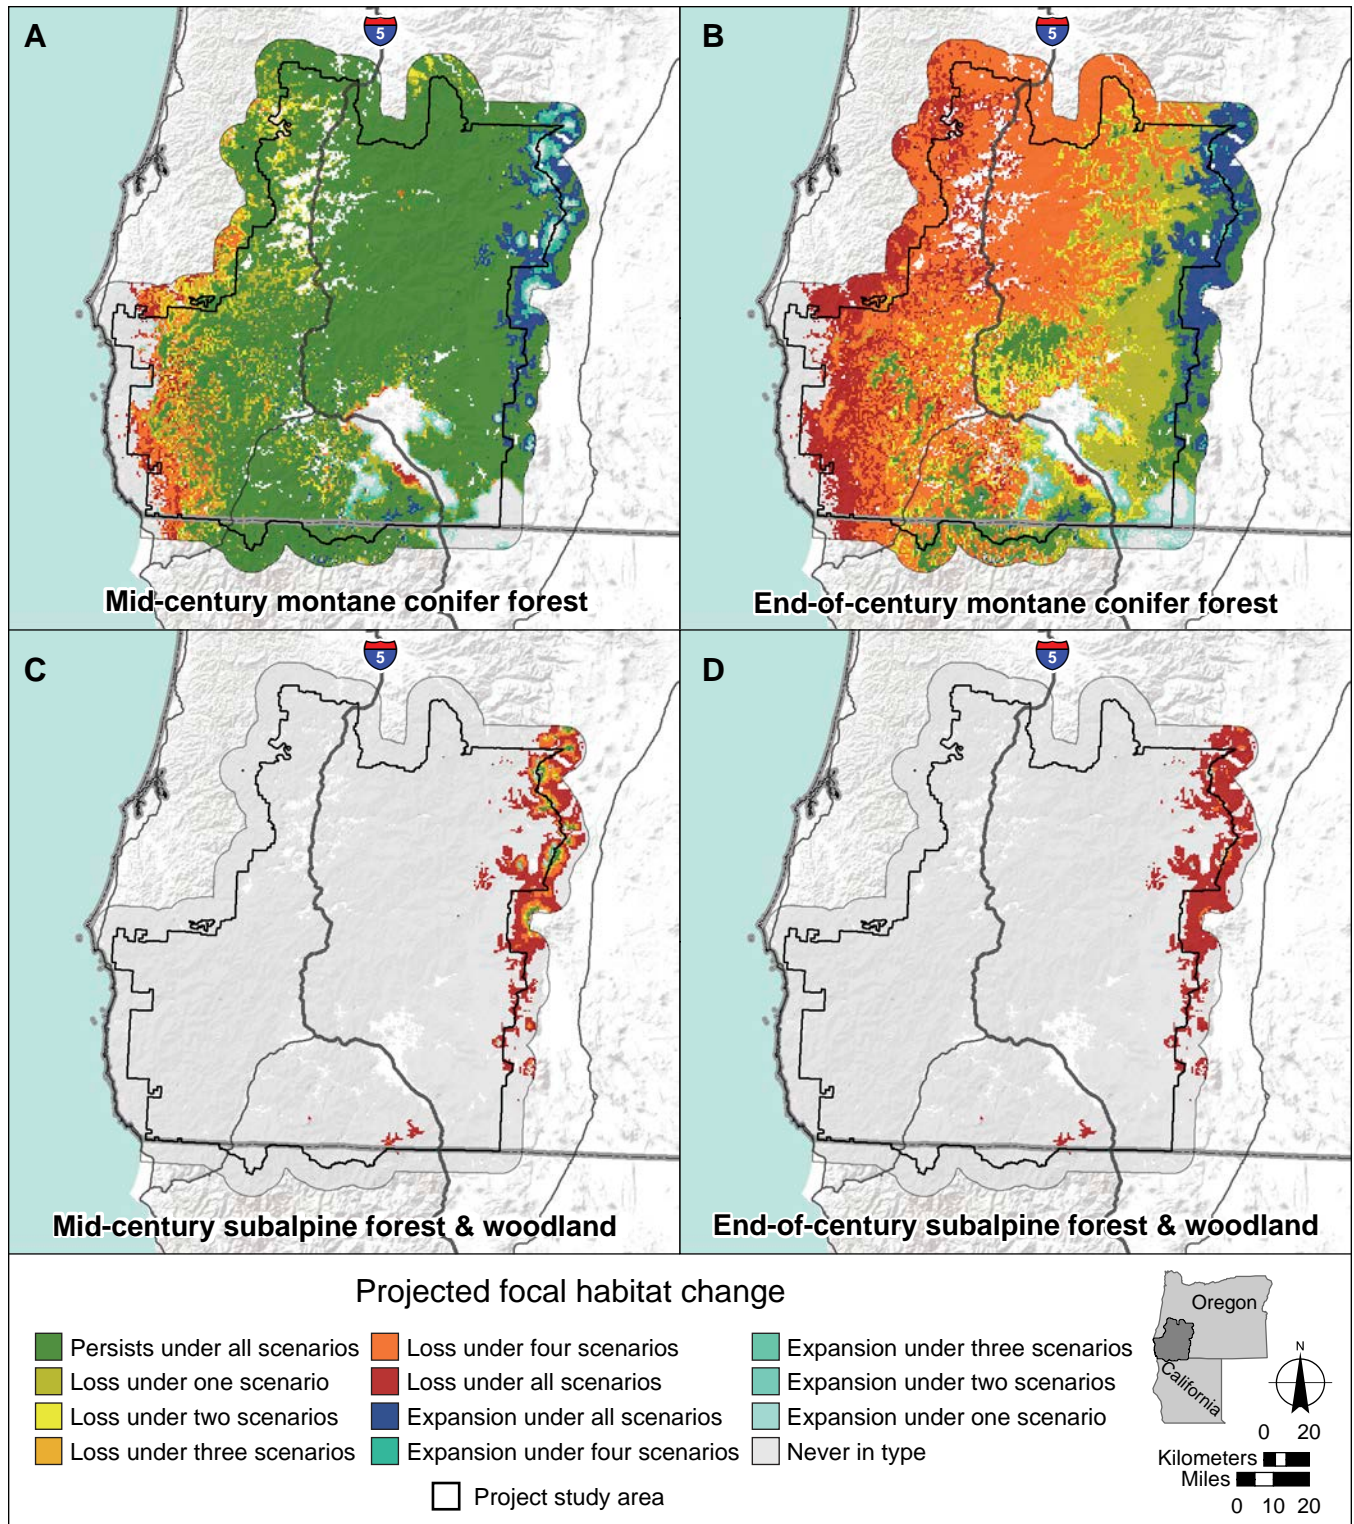 A
5
Mid-century montane conifer forest
B
5
End-of-century montane conifer forest
C
5
Mid-century subalpine forest & woodland
D
5
End-of-century subalpine forest & woodland
Projected focal habitat change
Persists under all scenarios
Loss under one scenario
Loss under two scenarios
Loss under three scenarios
Loss under four scenarios
Loss under all scenarios
Expansion under all scenarios
Expansion under four scenarios
Expansion under three scenarios
Expansion under two scenarios
Expansion under one scenario
Never in type
Project study area
Oregon
California
N
0 20
Kilometers
Miles
0 10 20